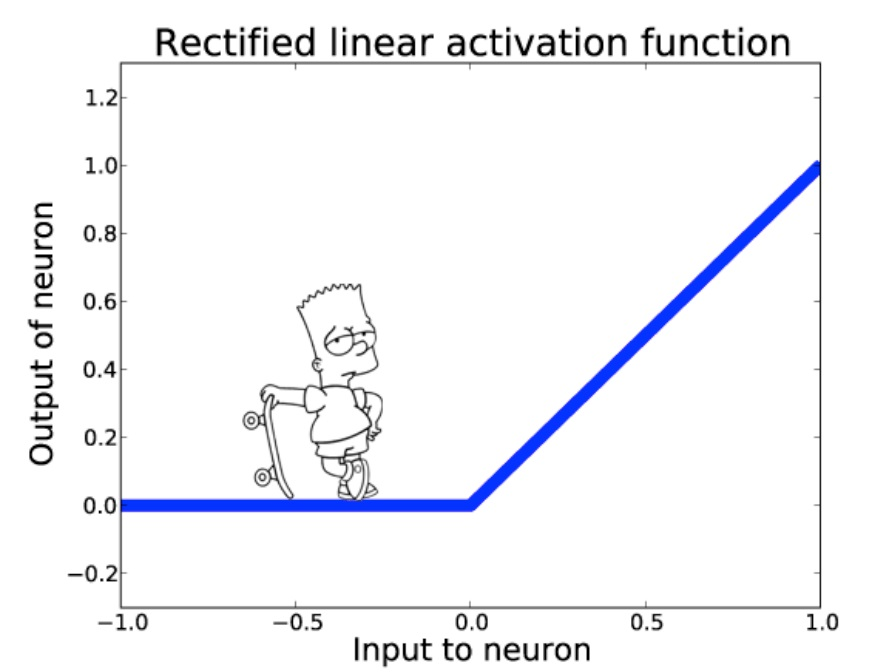 Rectified linear activation function
1.2
1.0
0.8
0.6
0.4
0.2
0.0
−0.2
Output of neuron
−1.0 −0.5 0.0 0.5 1.0
Input to neuron